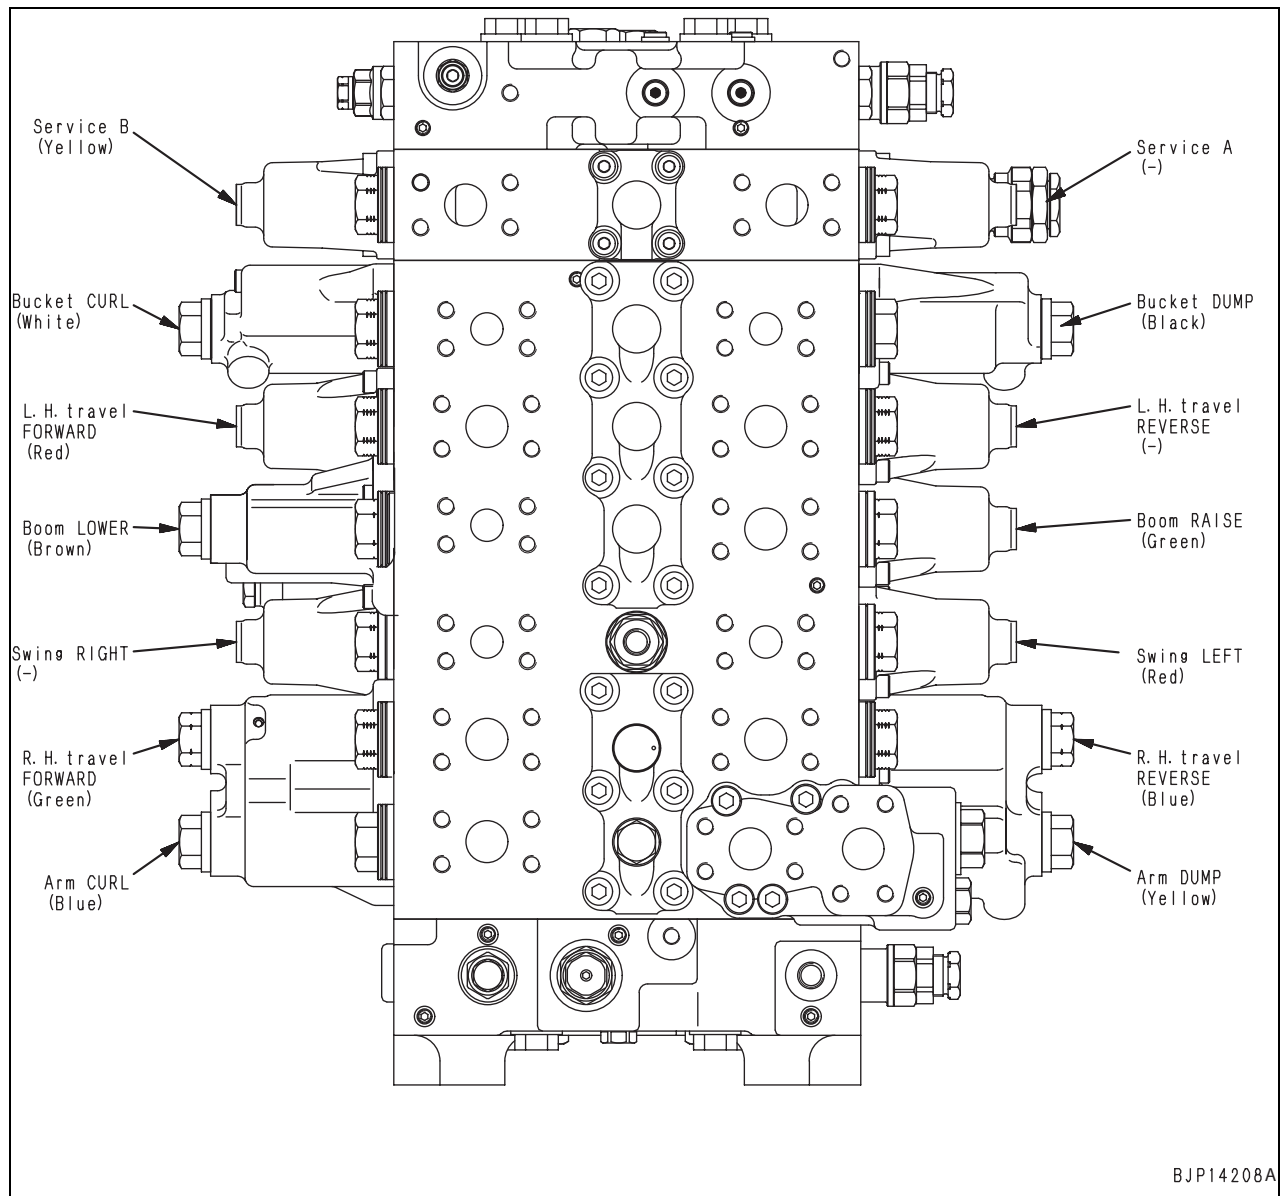 Service B
(Yellow)
Service A
(-)
Bucket CURL
(White)
Bucket DUMP
(Black)
L.H. travel
FORWARD
(Red)
L.H. travel
REVERSE
(-)
Boom LOWER
(Brown)
Boom RAISE
(Green)
Swing RIGHT
(-)
Swing LEFT
(Red)
R.H. travel
FORWARD
(Green)
R.H. travel
REVERSE
(Blue)
Arm CURL
(Blue)
Arm DUMP
(Yellow)
BJP14208A